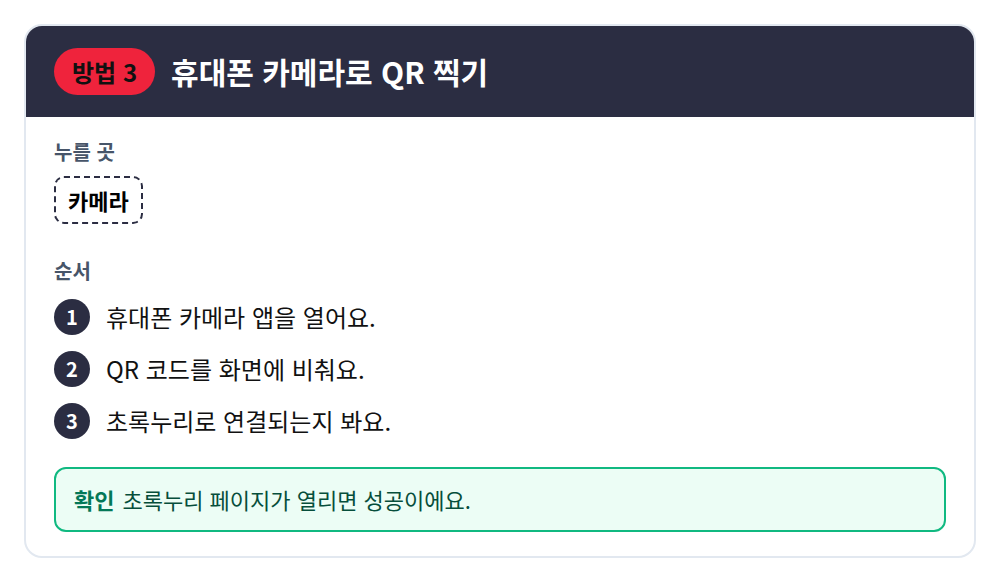 방법 3 휴대폰 카메라로 QR 찍기
누를 곳
카메라
순서
1 휴대폰 카메라 앱을 열어요.
2 QR 코드를 화면에 비춰요.
3 초록누리로 연결되는지 봐요.
확인 초록누리 페이지가 열리면 성공이에요.